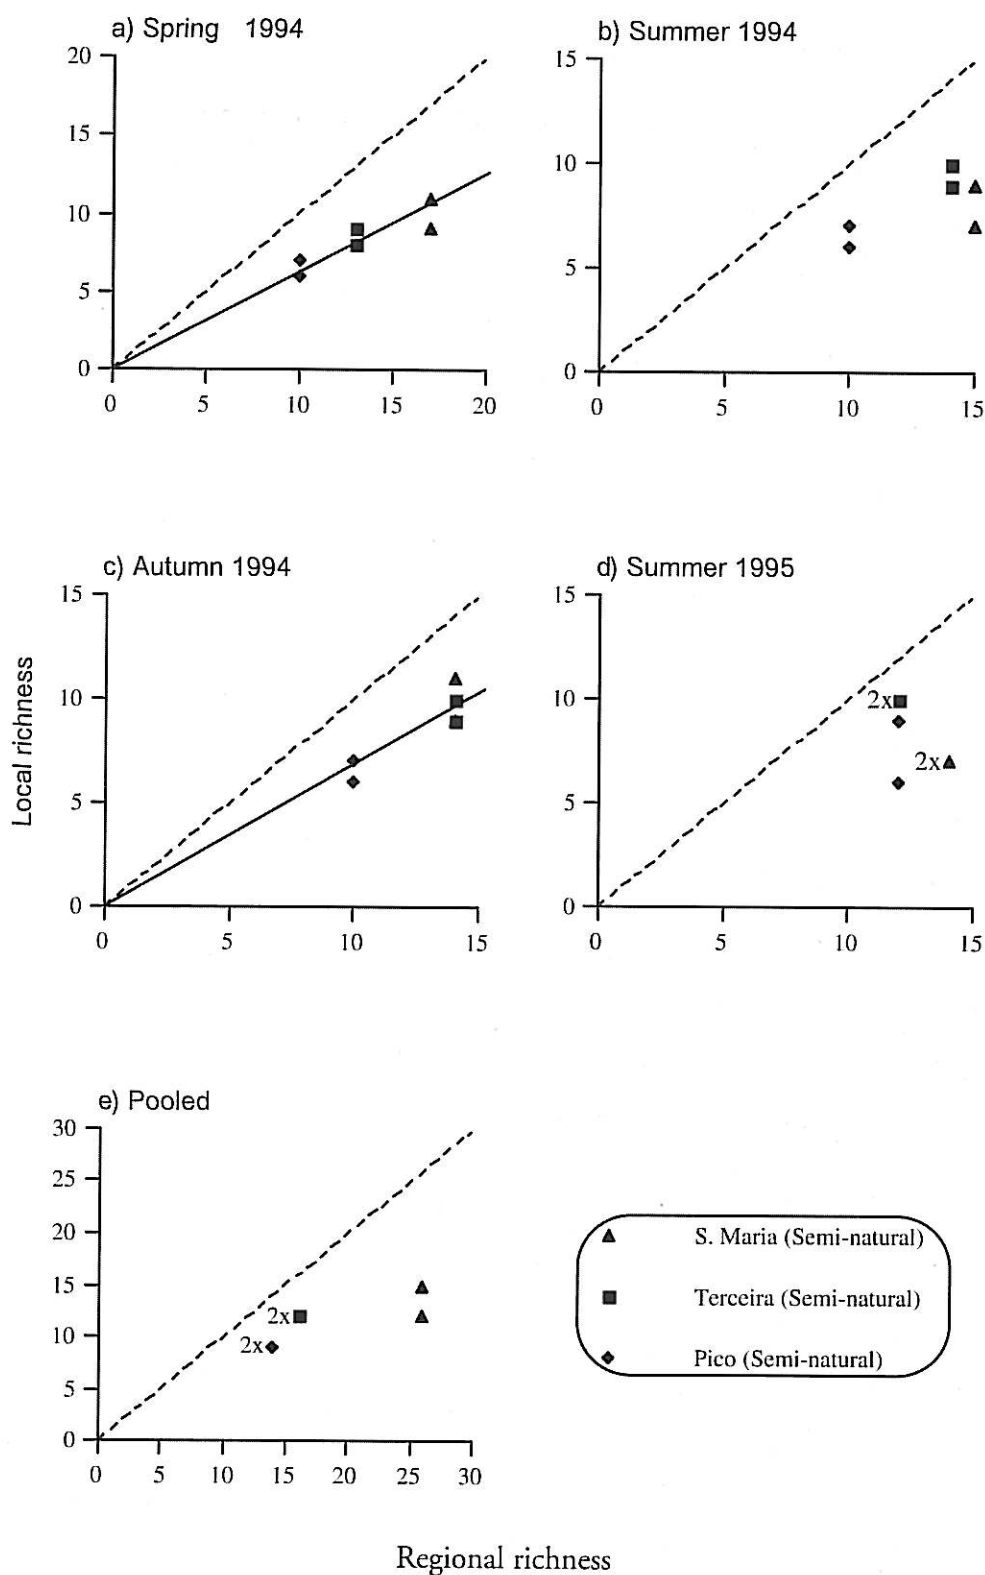 a) Spring 1994
20
15
10
5
0
0 5 10 15 20
b) Summer 1994
15
10
5
0
0 5 10 15
c) Autumn 1994
15
10
5
0
0 5 10 15
d) Summer 1995
15
10
5
0
2x
2x
0 5 10 15
Local richness
e) Pooled
30
25
20
15
10
5
0
2x
2x
0 5 10 15 20 25 30
S. Maria (Semi-natural)
Terceira (Semi-natural)
Pico (Semi-natural)
Regional richness